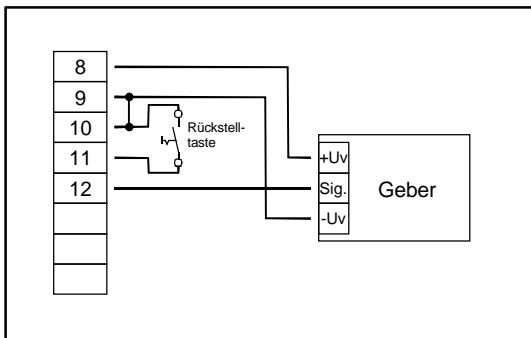 8
9
10
11
12
Rückstell-
taste
+Uv
Sig.
-Uv
Geber